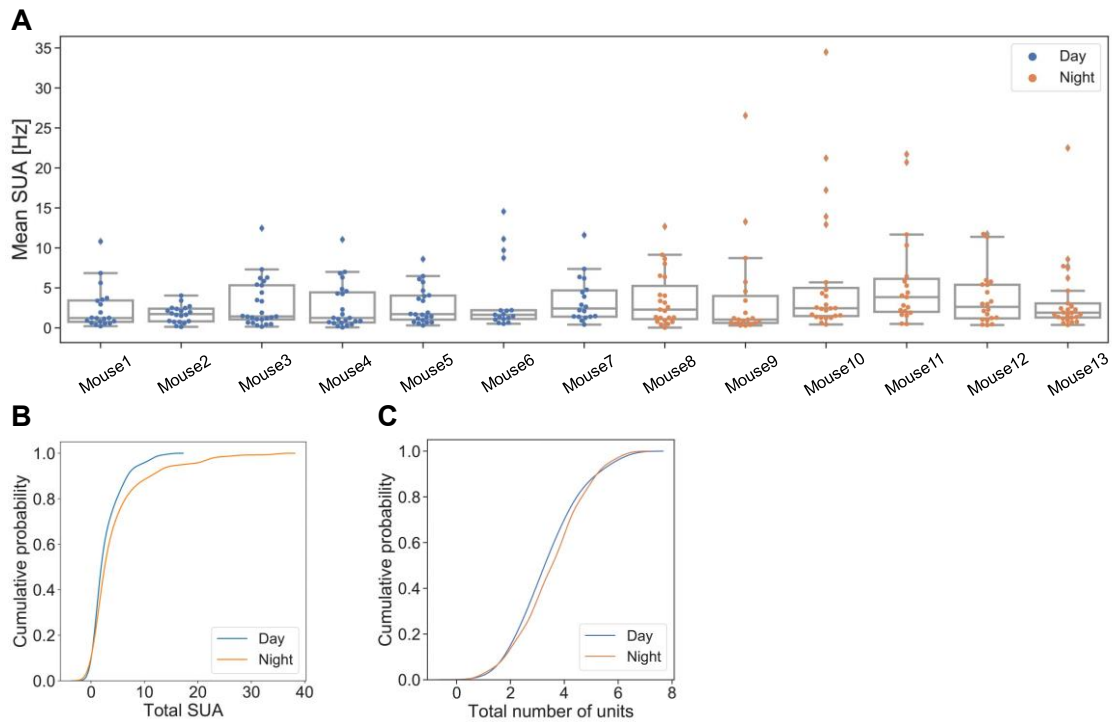 A
Mean SUA [Hz]
35
30
25
20
15
10
5
0
Day
Night
Mouse1 Mouse2 Mouse3 Mouse4 Mouse5 Mouse6 Mouse7 Mouse8 Mouse9 Mouse10 Mouse11 Mouse12 Mouse13
B
Cumulative probability
1.0
0.8
0.6
0.4
0.2
0.0
Day
Night
0 10 20 30 40
Total SUA
C
Cumulative probability
1.0
0.8
0.6
0.4
0.2
0.0
Day
Night
0 2 4 6 8
Total number of units